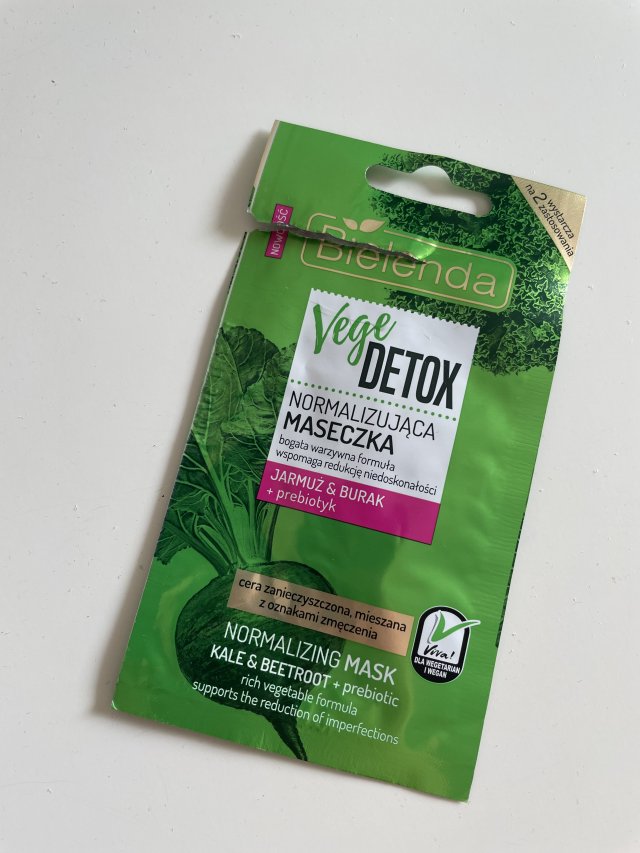 na 2 wystarcza
zastosowania
NOWOŚĆ
Bielenda
Vege
DETOX
NORMALIZUJĄCA
MASECZKA
bogata warzywna formuła
wspomaga redukcję niedoskonałości
JARMUŻ & BURAK
+ prebiotyk
cera zanieczyszczona, mieszana
z oznakami zmęczenia
NORMALIZING MASK
KALE & BEETROOT + prebiotic
rich vegetable formula
supports the reduction of imperfections
Viva!
DLA WEGETARIAN
I WEGAN